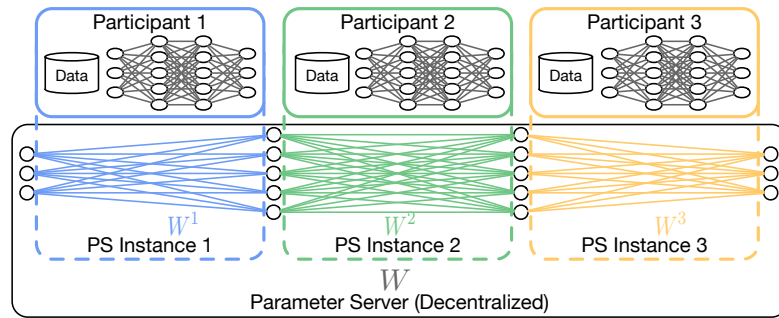 Participant 1
Participant 2
Participant 3
Data
Data
Data
W¹
W²
W³
PS Instance 1
PS Instance 2
PS Instance 3
W
Parameter Server (Decentralized)